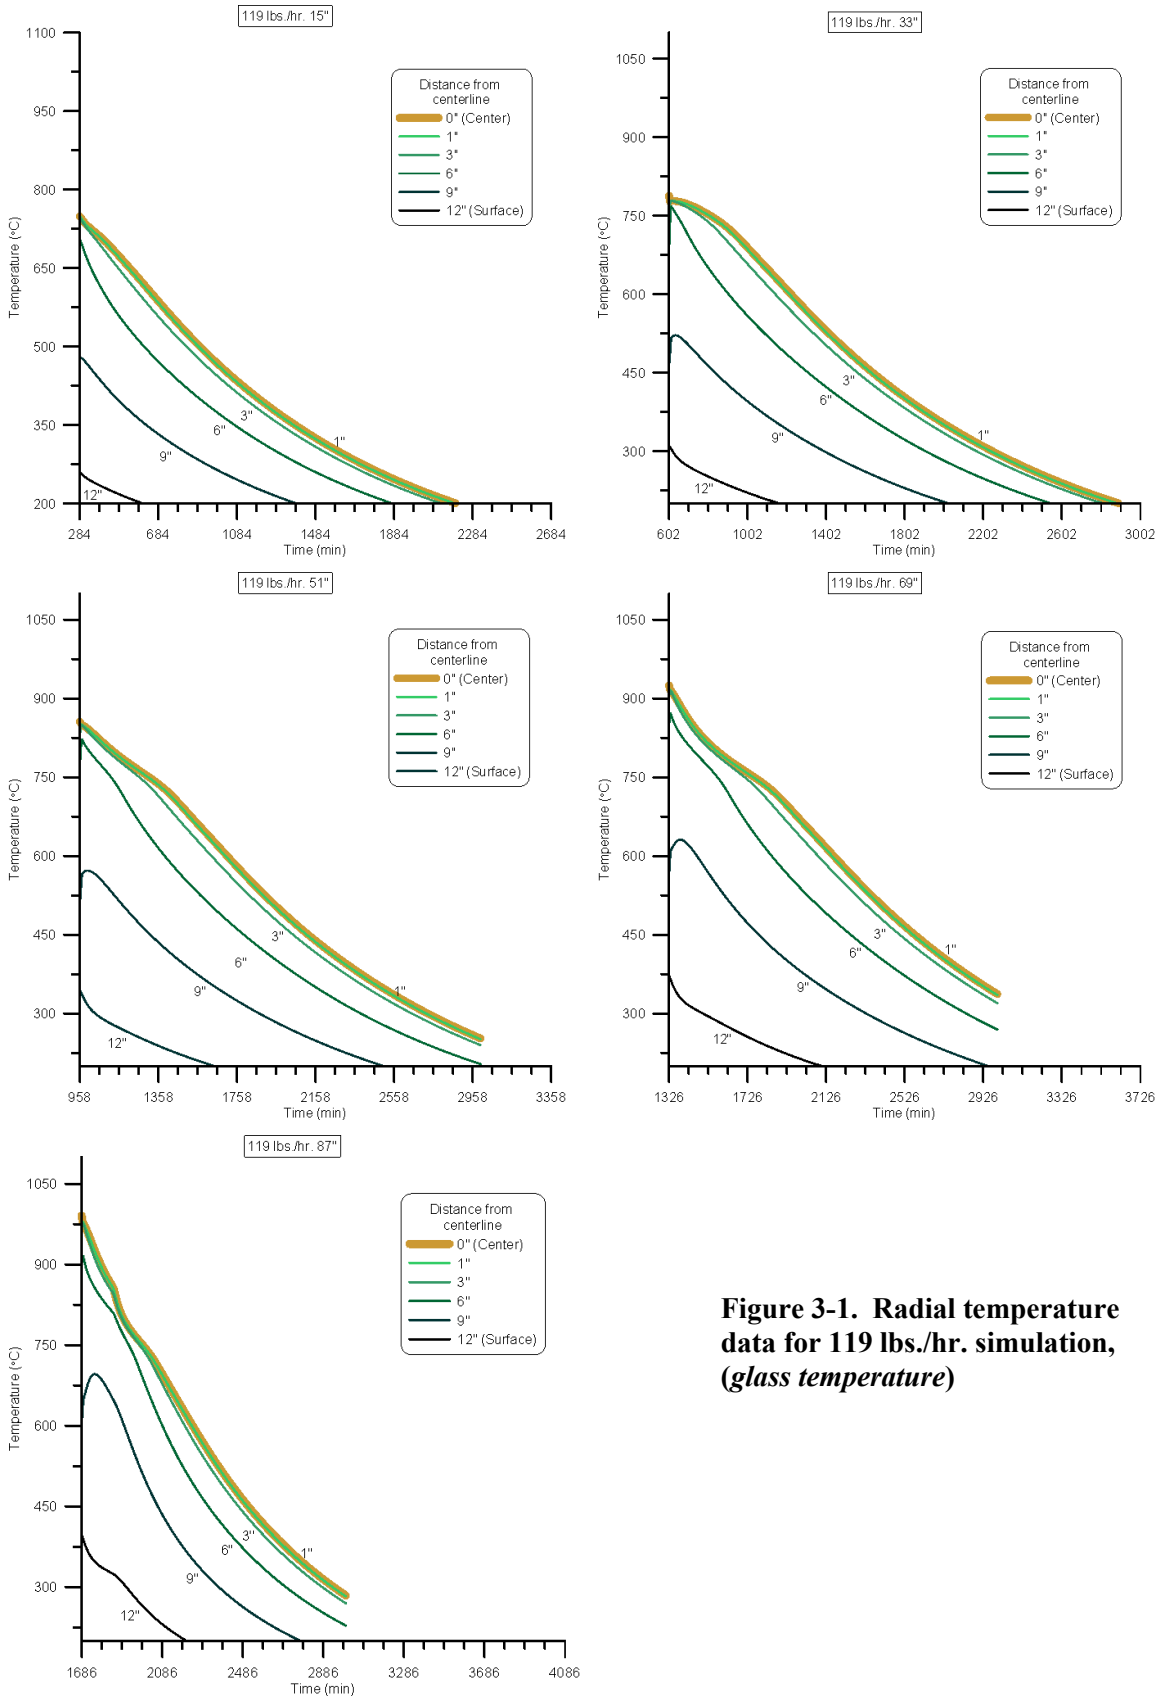 119 lbs./hr. 15"
1100
950
800
650
500
350
200
Temperature (°C)
284 684 1084 1484 1884 2284 2684
Time (min)
Distance from
centerline
0" (Center)
1"
3"
6"
9"
12" (Surface)
1"
3"
6"
9"
12"
119 lbs./hr. 33"
1050
900
750
600
450
300
Temperature (°C)
602 1002 1402 1802 2202 2602 3002
Time (min)
Distance from
centerline
0" (Center)
1"
3"
6"
9"
12" (Surface)
3"
6"
1"
9"
12"
119 lbs./hr. 51"
1050
900
750
600
450
300
Temperature (°C)
958 1358 1758 2158 2558 2958 3358
Time (min)
Distance from
centerline
0" (Center)
1"
3"
6"
9"
12" (Surface)
3"
6"
9"
1"
12"
119 lbs./hr. 69"
1050
900
750
600
450
300
Temperature (°C)
1326 1726 2126 2526 2926 3326 3726
Time (min)
Distance from
centerline
0" (Center)
1"
3"
6"
9"
12" (Surface)
3"
1"
6"
9"
12"
119 lbs./hr. 87"
1050
900
750
600
450
300
Temperature (°C)
1686 2086 2486 2886 3286 3686 4086
Time (min)
Distance from
centerline
0" (Center)
1"
3"
6"
9"
12" (Surface)
3"
6"
1"
9"
12"
Figure 3-1. Radial temperature
data for 119 lbs./hr. simulation,
(glass temperature)